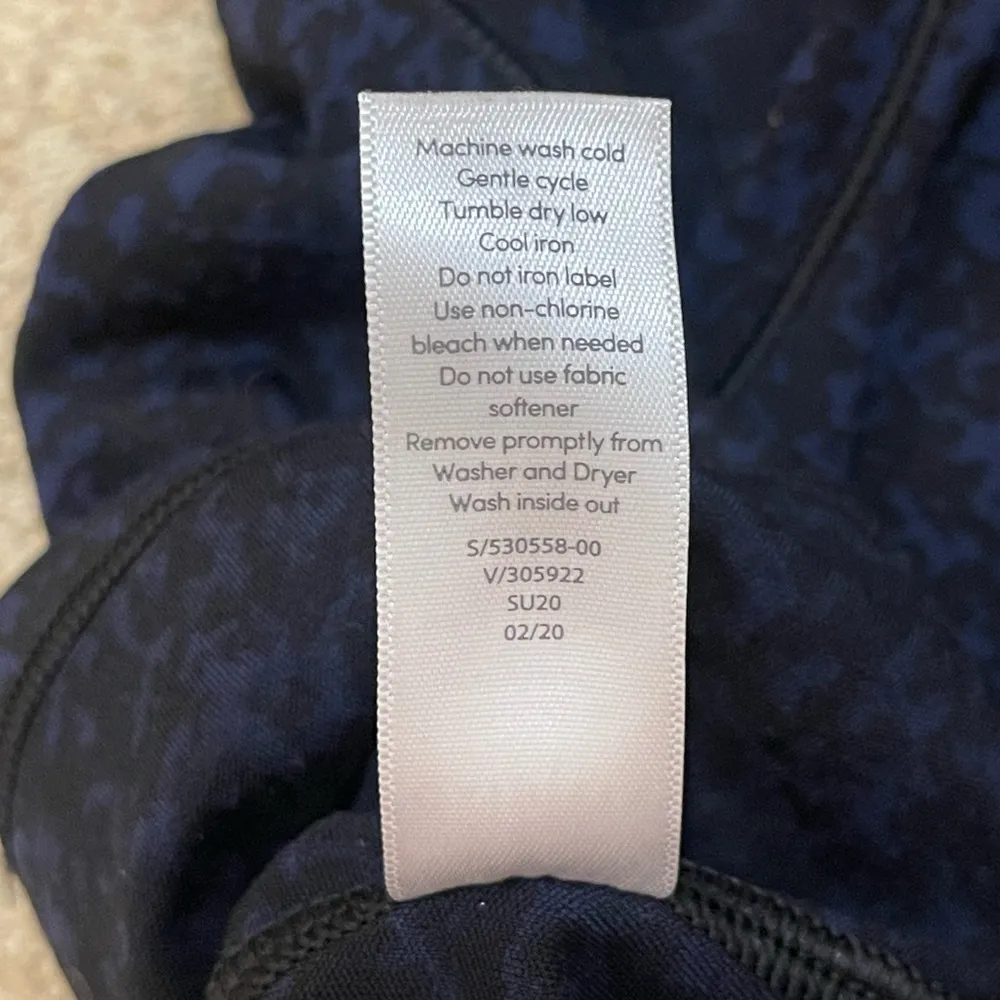 Machine wash cold
Gentle cycle
Tumble dry low
Cool iron
Do not iron label
Use non-chlorine
bleach when needed
Do not use fabric
softener
Remove promptly from
Washer and Dryer
Wash inside out
S/530558-00
V/305922
SU20
02/20